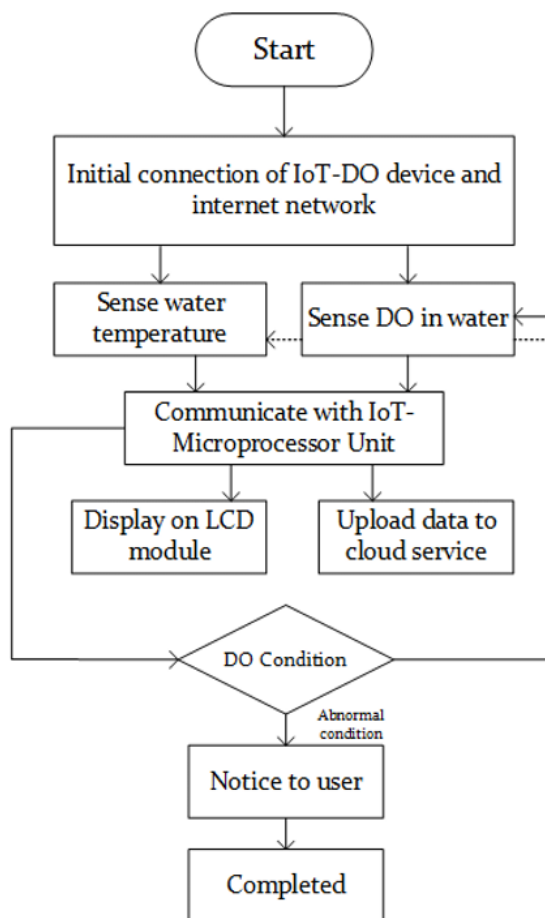 Start
Initial connection of IoT-DO device and
internet network
Sense water
temperature
Sense DO in water
Communicate with IoT-
Microprocessor Unit
Display on LCD
module
Upload data to
cloud service
DO Condition
Abnormal
condition
Notice to user
Completed